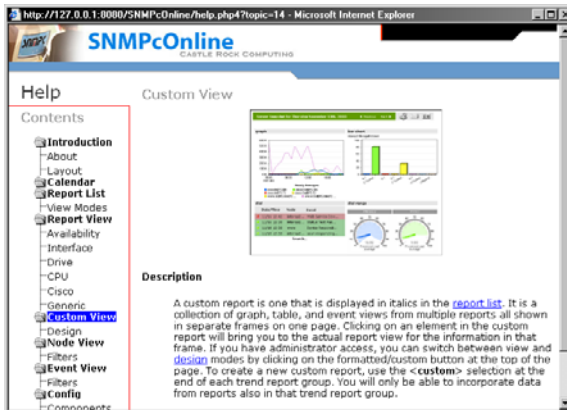 http://127.0.0.1:8080/SNMPcOnline/help.php4?topic=14 - Microsoft Internet Explorer
SNMPC
SNMPcOnline
CASTLE ROCK COMPUTING
Help
Contents
Introduction
About
Layout
Calendar
Report List
View Modes
Report View
Availability
Interface
Drive
CPU
Cisco
Generic
Custom View
Design
Node View
Filters
Event View
Filters
Config
Components
Custom View
Description
A custom report is one that is displayed in italics in the report list. It is a
collection of graph, table, and event views from multiple reports all shown
in separate frames on one page. Clicking on an element in the custom
report will bring you to the actual report view for the information in that
frame. If you have administrator access, you can switch between view and
design modes by clicking on the formatted/custom button at the top of the
page. To create a new custom report, use the <custom> selection at the
end of each trend report group. You will only be able to incorporate data
from reports also in that trend report group.